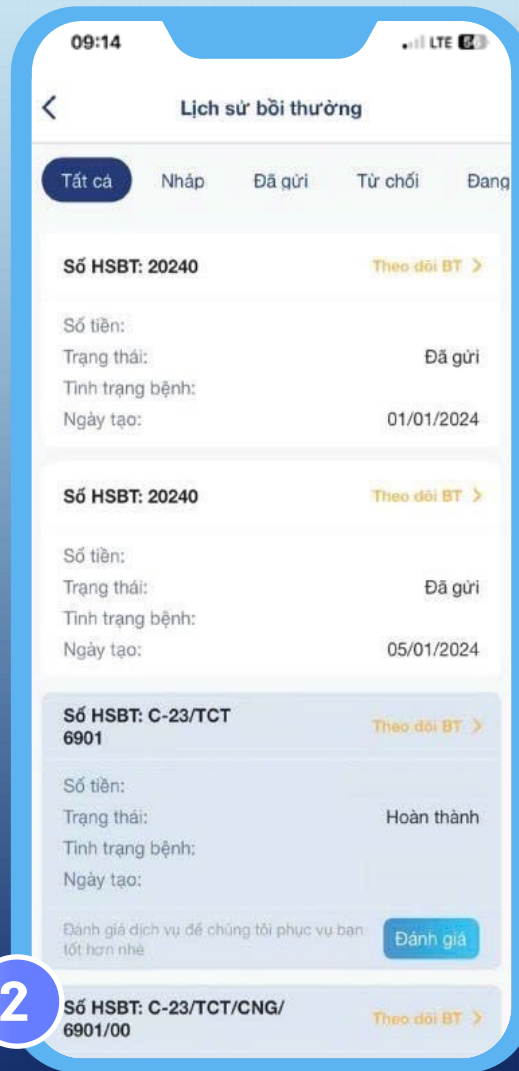 09:14
LTE 56
Lịch sử bồi thường
Tất cả Nháp Đã gửi Từ chối Đang
Số HSBT: 20240 Theo dõi BT >
Số tiền:
Trạng thái: Đã gửi
Tình trạng bệnh:
Ngày tạo: 01/01/2024
Số HSBT: 20240 Theo dõi BT >
Số tiền:
Trạng thái: Đã gửi
Tình trạng bệnh:
Ngày tạo: 05/01/2024
Số HSBT: C-23/TCT Theo dõi BT >
6901
Số tiền:
Trạng thái: Hoàn thành
Tình trạng bệnh:
Ngày tạo:
Đánh giá dịch vụ để chúng tôi phục vụ bạn
tốt hơn nhé
Đánh giá
2
Số HSBT: C-23/TCT/CNG/ Theo dõi BT >
6901/00